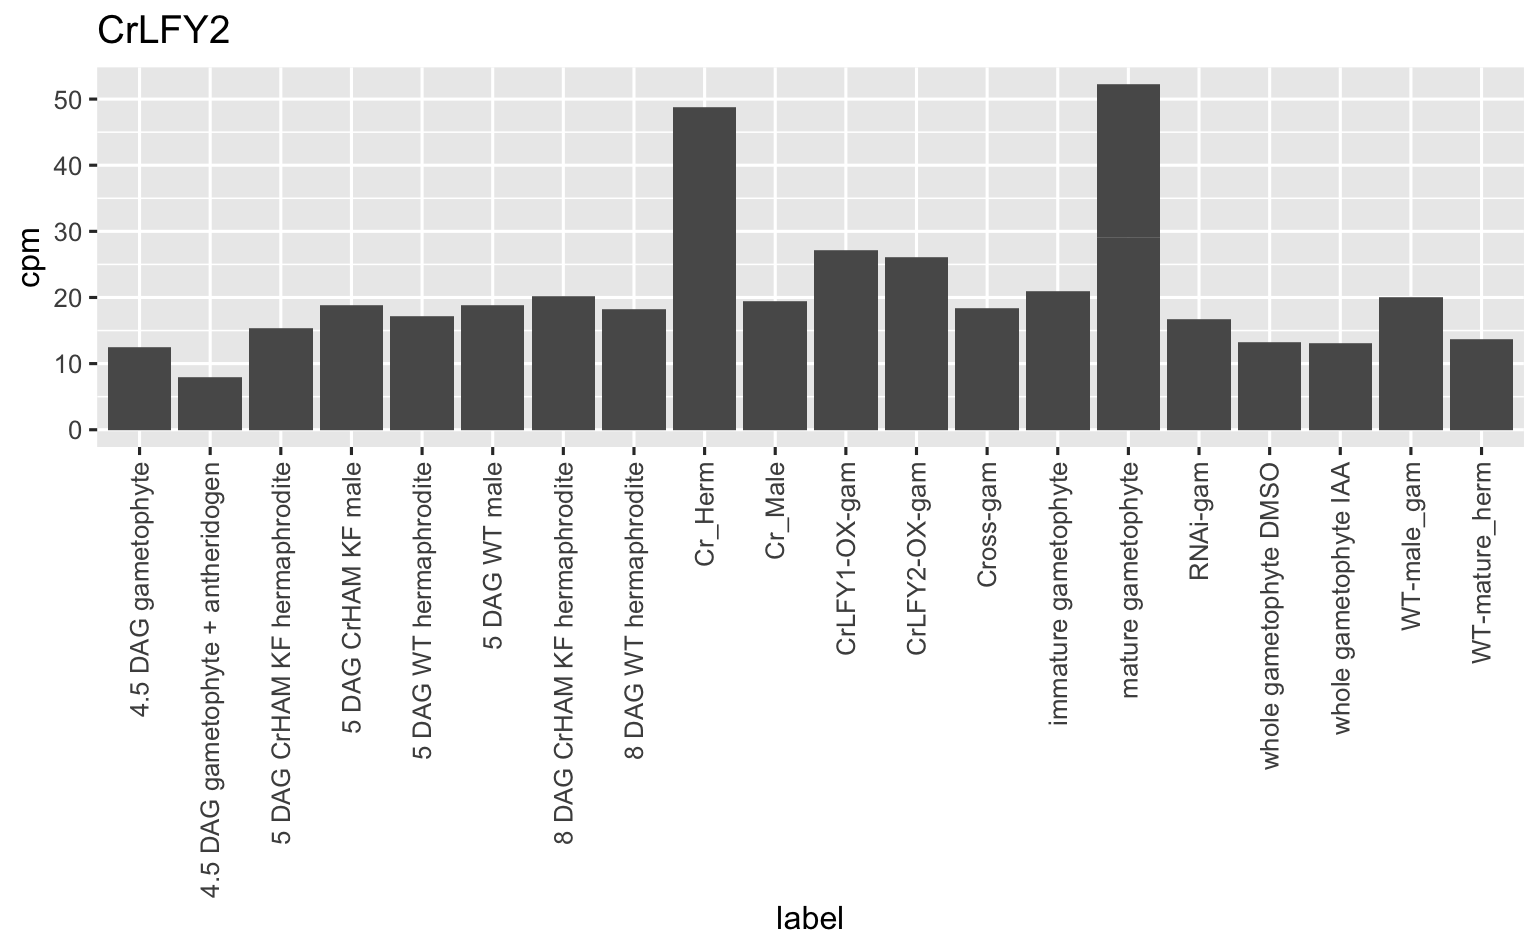 CrLFY2
50
40
30
20
10
0
cpm
4.5 DAG gametophyte
4.5 DAG gametophyte + antheridogen
5 DAG CrHAM KF hermaphrodite
5 DAG CrHAM KF male
5 DAG WT hermaphrodite
5 DAG WT male
8 DAG CrHAM KF hermaphrodite
8 DAG WT hermaphrodite
Cr_Herm
Cr_Male
CrLFY1-OX-gam
CrLFY2-OX-gam
Cross-gam
immature gametophyte
mature gametophyte
RNAi-gam
whole gametophyte DMSO
whole gametophyte IAA
WT-male_gam
WT-mature_herm
label